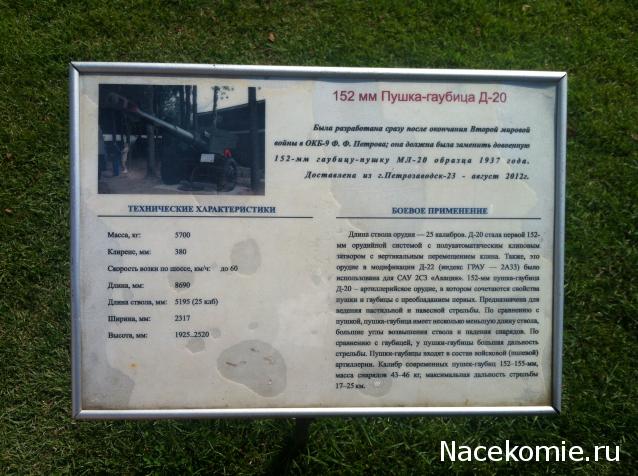 152 мм Пушка-гаубица Д-20
Была разработана сразу после окончания Второй мировой
войны в ОКБ-9 Ф. Ф. Петрова; она должна была заменить довоенную
152-мм гаубицу-пушку МЛ-20 образца 1937 года.
Доставлена из г.Петрозаводск-23 - август 2012г.
ТЕХНИЧЕСКИЕ ХАРАКТЕРИСТИКИ
Масса, кг: 5700
Клиренс, мм: 380
Скорость возки по шоссе, км/ч: до 60
Длина, мм: 8690
Длина ствола, мм: 5195 (25 клб)
Ширина, мм: 2317
Высота, мм: 1925..2520
БОЕВОЕ ПРИМЕНЕНИЕ
Длина ствола орудия — 25 калибров. Д-20 стала первой 152-
мм орудийной системой с полуавтоматическим клиновым
затвором с вертикальным перемещением клина. Также, это
орудие в модификации Д-22 (индекс ГРАУ — 2А33) было
использована для САУ 2С3 «Акация». 152-мм пушка-гаубица
Д-20 – артиллерийское орудие, в котором сочетаются свойства
пушки и гаубицы с преобладанием первых. Предназначена для
ведения настильной и навесной стрельбы. По сравнению с
пушкой, пушка-гаубица имеет несколько меньшую длину ствола,
большие углы возвышения ствола и падения снарядов. По
сравнению с гаубицей, у пушки-гаубицы большая дальность
стрельбы. Пушки-гаубицы входят в состав войсковой (полевой)
артиллерии. Калибр современных пушек-гаубиц 152–155-мм,
масса снарядов 43–46 кг, максимальная дальность стрельбы
17–25 км.
Nacekomie.ru